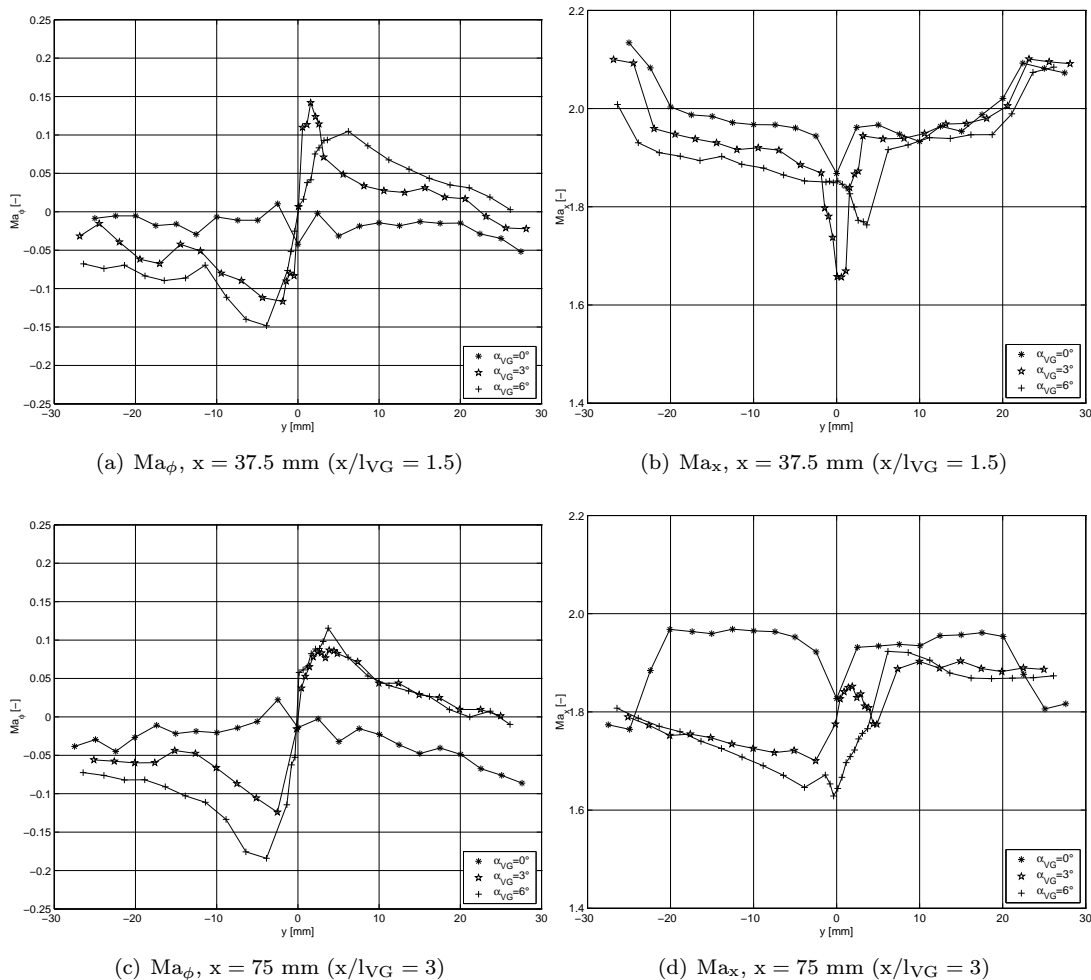 0.25
0.2
0.15
0.1
0.05
0
−0.05
−0.1
−0.15
−0.2
−0.25
−30 −20 −10 0 10 20 30
Ma_ϕ [−]
y [mm]
α_VG=0°
α_VG=3°
α_VG=6°
(a) Ma_ϕ, x = 37.5 mm (x/l_VG = 1.5)
2.2
2.0
1.8
1.6
1.4
−30 −20 −10 0 10 20 30
Ma_x [−]
y [mm]
α_VG=0°
α_VG=3°
α_VG=6°
(b) Ma_x, x = 37.5 mm (x/l_VG = 1.5)
0.25
0.2
0.15
0.1
0.05
0
−0.05
−0.1
−0.15
−0.2
−0.25
−30 −20 −10 0 10 20 30
Ma_ϕ [−]
y [mm]
α_VG=0°
α_VG=3°
α_VG=6°
(c) Ma_ϕ, x = 75 mm (x/l_VG = 3)
2.2
2.0
1.8
1.6
1.4
−30 −20 −10 0 10 20 30
Ma_x [−]
y [mm]
α_VG=0°
α_VG=3°
α_VG=6°
(d) Ma_x, x = 75 mm (x/l_VG = 3)